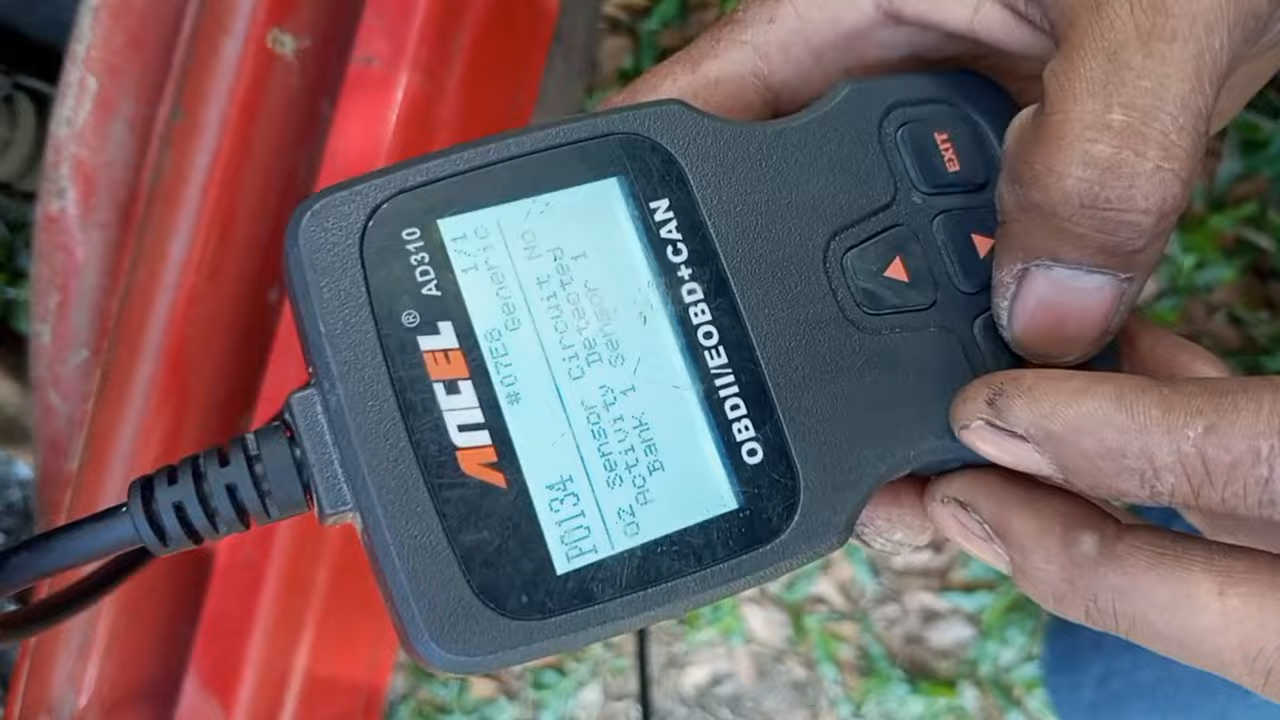 ANCEL® AD310
P0134 #07E8 1/1
Generic
O2 Sensor Circuit No
Activity Detected
Bank 1 Sensor 1
OBDII/EOBD+CAN
EXIT